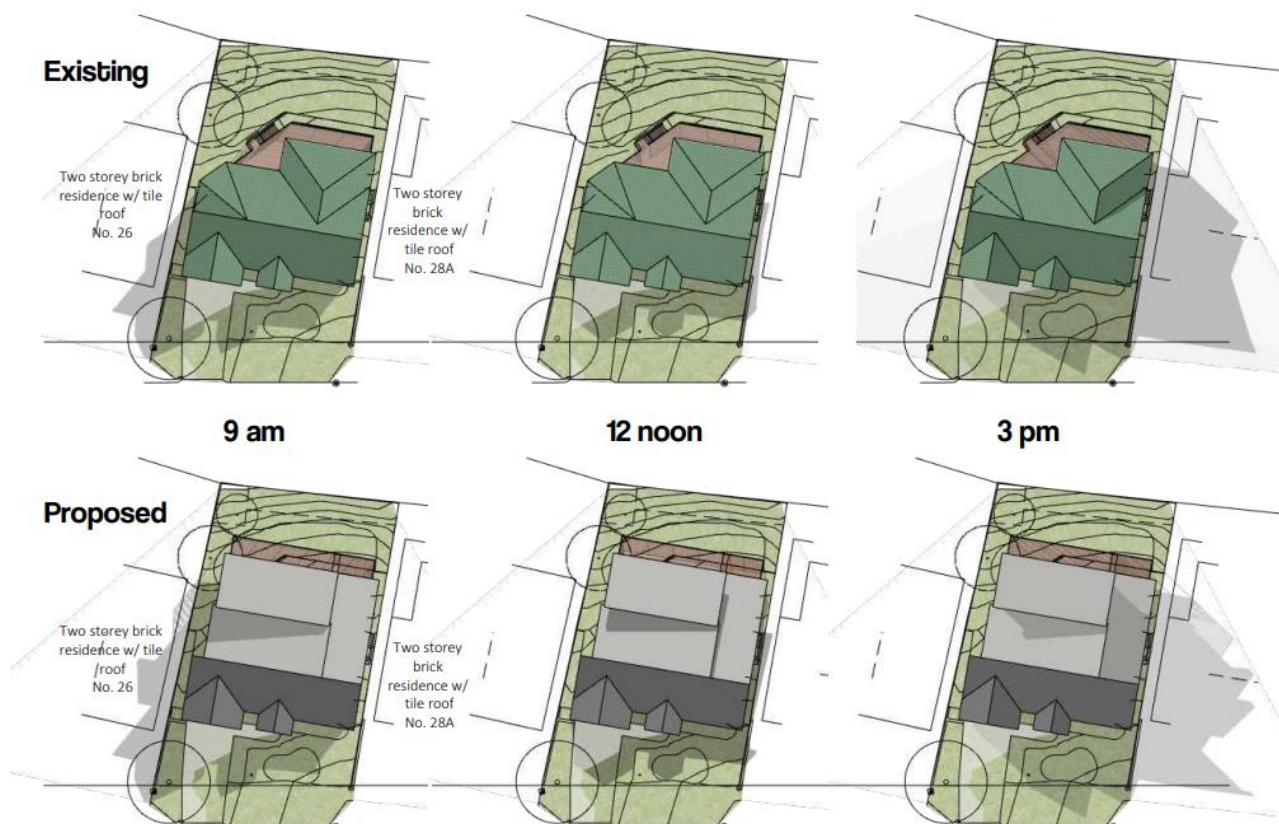 Existing
Two storey brick
residence w/ tile
roof
No. 26
Two storey
brick
residence w/
tile roof
No. 28A
9 am
12 noon
3 pm
Proposed
Two storey brick
residence w/ tile
roof
No. 26
Two storey
brick
residence w/
tile roof
No. 28A